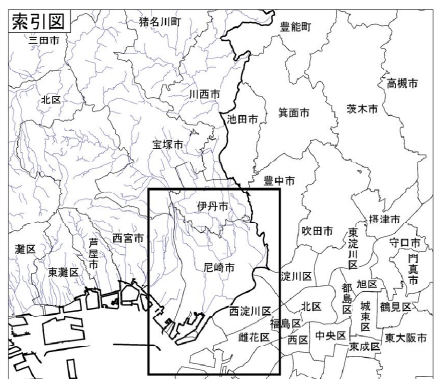 索引図
猪名川町
豊能町
三田市
高槻市
北区
川西市
茨木市
池田市
箕面市
宝塚市
豊中市
伊丹市
摂津市
吹田市
東淀川区
守口市
門真市
西宮市
芦屋市
灘区
東灘区
尼崎市
淀川区
旭区
都島区
西淀川区
北区
城東区
鶴見区
福島区
此花区
西区
中央区
東成区
東大阪市